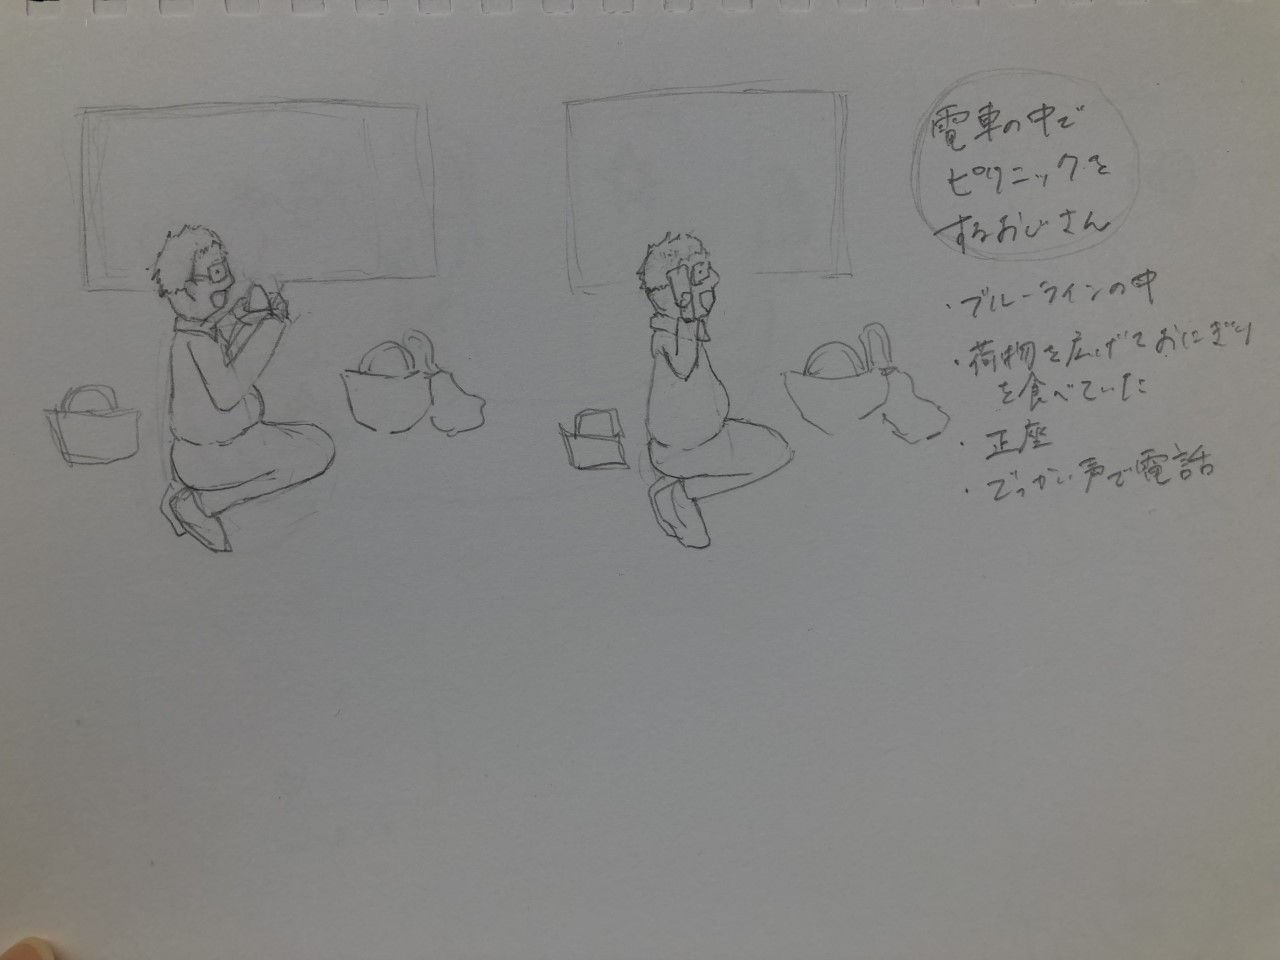 電車の中で
ピクニックを
するおじさん
・ブルーラインの中
・荷物を広げておにぎり
を食べていた
・正座
・でっかい声で電話